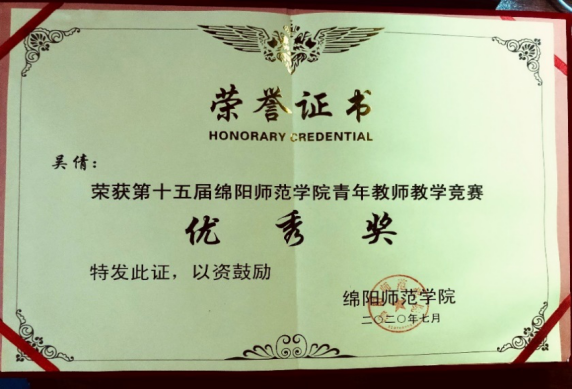 荣誉证书
HONORARY CREDENTIAL
吴倩：
荣获第十五届绵阳师范学院青年教师教学竞赛
优秀奖
特发此证，以资鼓励
绵阳师范学院
二〇二〇年七月